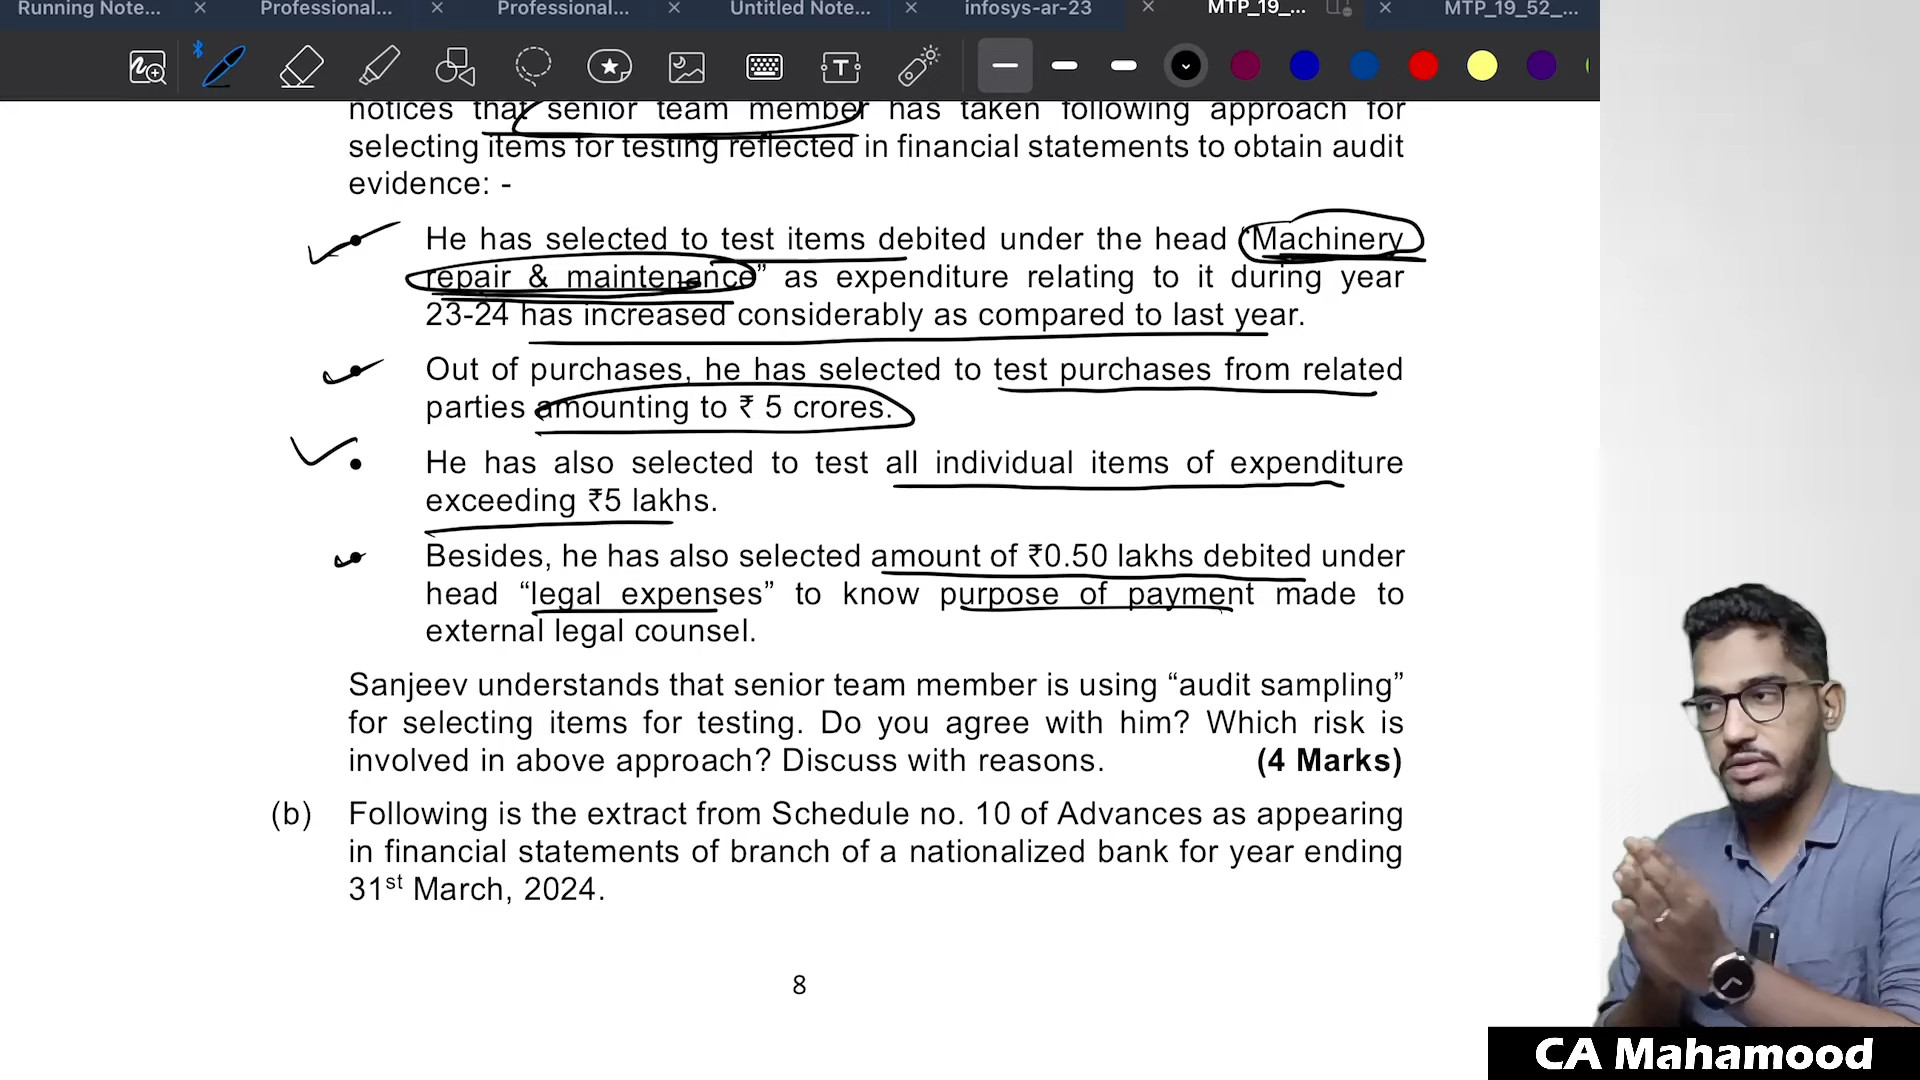 Running Note...
Professional...
Professional...
Untitled Note...
infosys-ar-23
MTP_19_...
MTP_19_52_...
notices that senior team member has taken following approach for
selecting items for testing reflected in financial statements to obtain audit
evidence: -
• He has selected to test items debited under the head “Machinery
repair & maintenance” as expenditure relating to it during year
23-24 has increased considerably as compared to last year.
• Out of purchases, he has selected to test purchases from related
parties amounting to ₹ 5 crores.
• He has also selected to test all individual items of expenditure
exceeding ₹5 lakhs.
• Besides, he has also selected amount of ₹0.50 lakhs debited under
head “legal expenses” to know purpose of payment made to
external legal counsel.
Sanjeev understands that senior team member is using “audit sampling”
for selecting items for testing. Do you agree with him? Which risk is
involved in above approach? Discuss with reasons. (4 Marks)
(b) Following is the extract from Schedule no. 10 of Advances as appearing
in financial statements of branch of a nationalized bank for year ending
31st March, 2024.
8
CA Mahamood